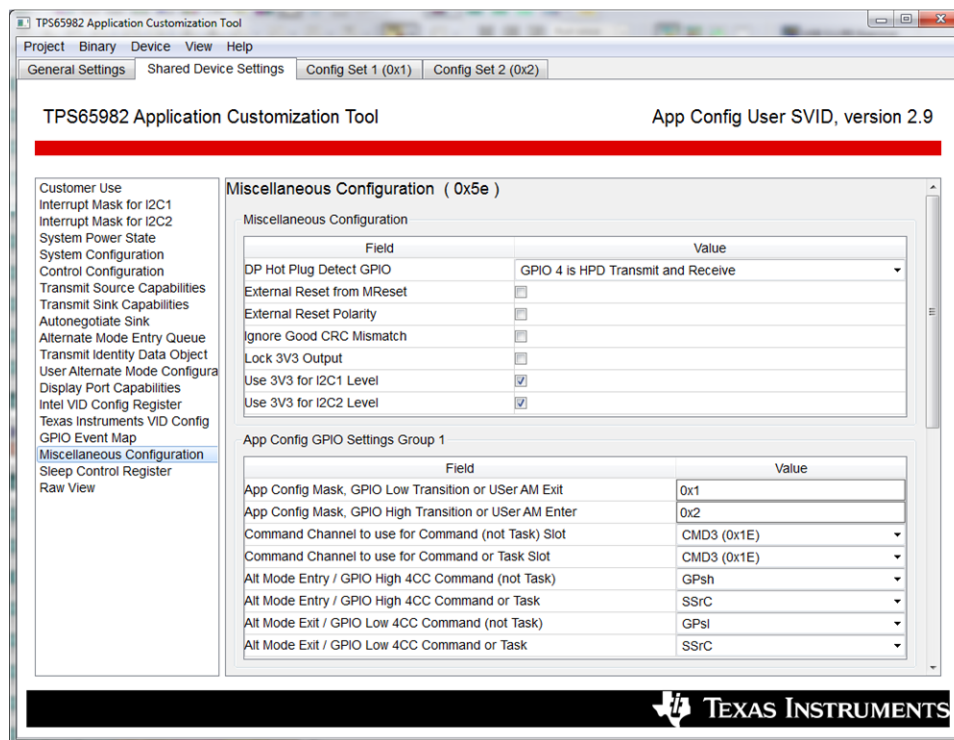 TPS65982 Application Customization Tool
Project Binary Device View Help
General Settings Shared Device Settings Config Set 1 (0x1) Config Set 2 (0x2)
TPS65982 Application Customization Tool App Config User SVID, version 2.9
Customer Use
Interrupt Mask for I2C1
Interrupt Mask for I2C2
System Power State
System Configuration
Control Configuration
Transmit Source Capabilities
Transmit Sink Capabilities
Autonegotiate Sink
Alternate Mode Entry Queue
Transmit Identity Data Object
User Alternate Mode Configura
Display Port Capabilities
Intel VID Config Register
Texas Instruments VID Config
GPIO Event Map
Miscellaneous Configuration
Sleep Control Register
Raw View
Miscellaneous Configuration ( 0x5e )
Miscellaneous Configuration
Field Value
DP Hot Plug Detect GPIO GPIO 4 is HPD Transmit and Receive
External Reset from MReset
External Reset Polarity
Ignore Good CRC Mismatch
Lock 3V3 Output
Use 3V3 for I2C1 Level
Use 3V3 for I2C2 Level
App Config GPIO Settings Group 1
Field Value
App Config Mask, GPIO Low Transition or USer AM Exit 0x1
App Config Mask, GPIO High Transition or USer AM Enter 0x2
Command Channel to use for Command (not Task) Slot CMD3 (0x1E)
Command Channel to use for Command or Task Slot CMD3 (0x1E)
Alt Mode Entry / GPIO High 4CC Command (not Task) GPsh
Alt Mode Entry / GPIO High 4CC Command or Task SSrC
Alt Mode Exit / GPIO Low 4CC Command (not Task) GPsl
Alt Mode Exit / GPIO Low 4CC Command or Task SSrC
TEXAS INSTRUMENTS